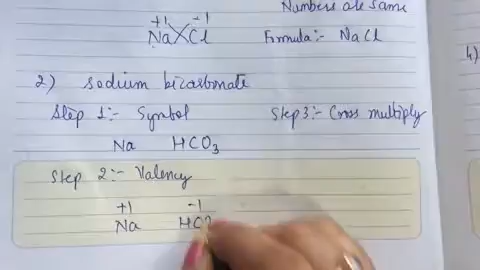 Numbers are same
+1 -1
Na Cl Formula:- NaCl
2) Sodium bicarbonate
Step 1:- Symbol Step 3:- Cross multiply
Na HCO3
Step 2:- Valency
+1 -1
Na
4)